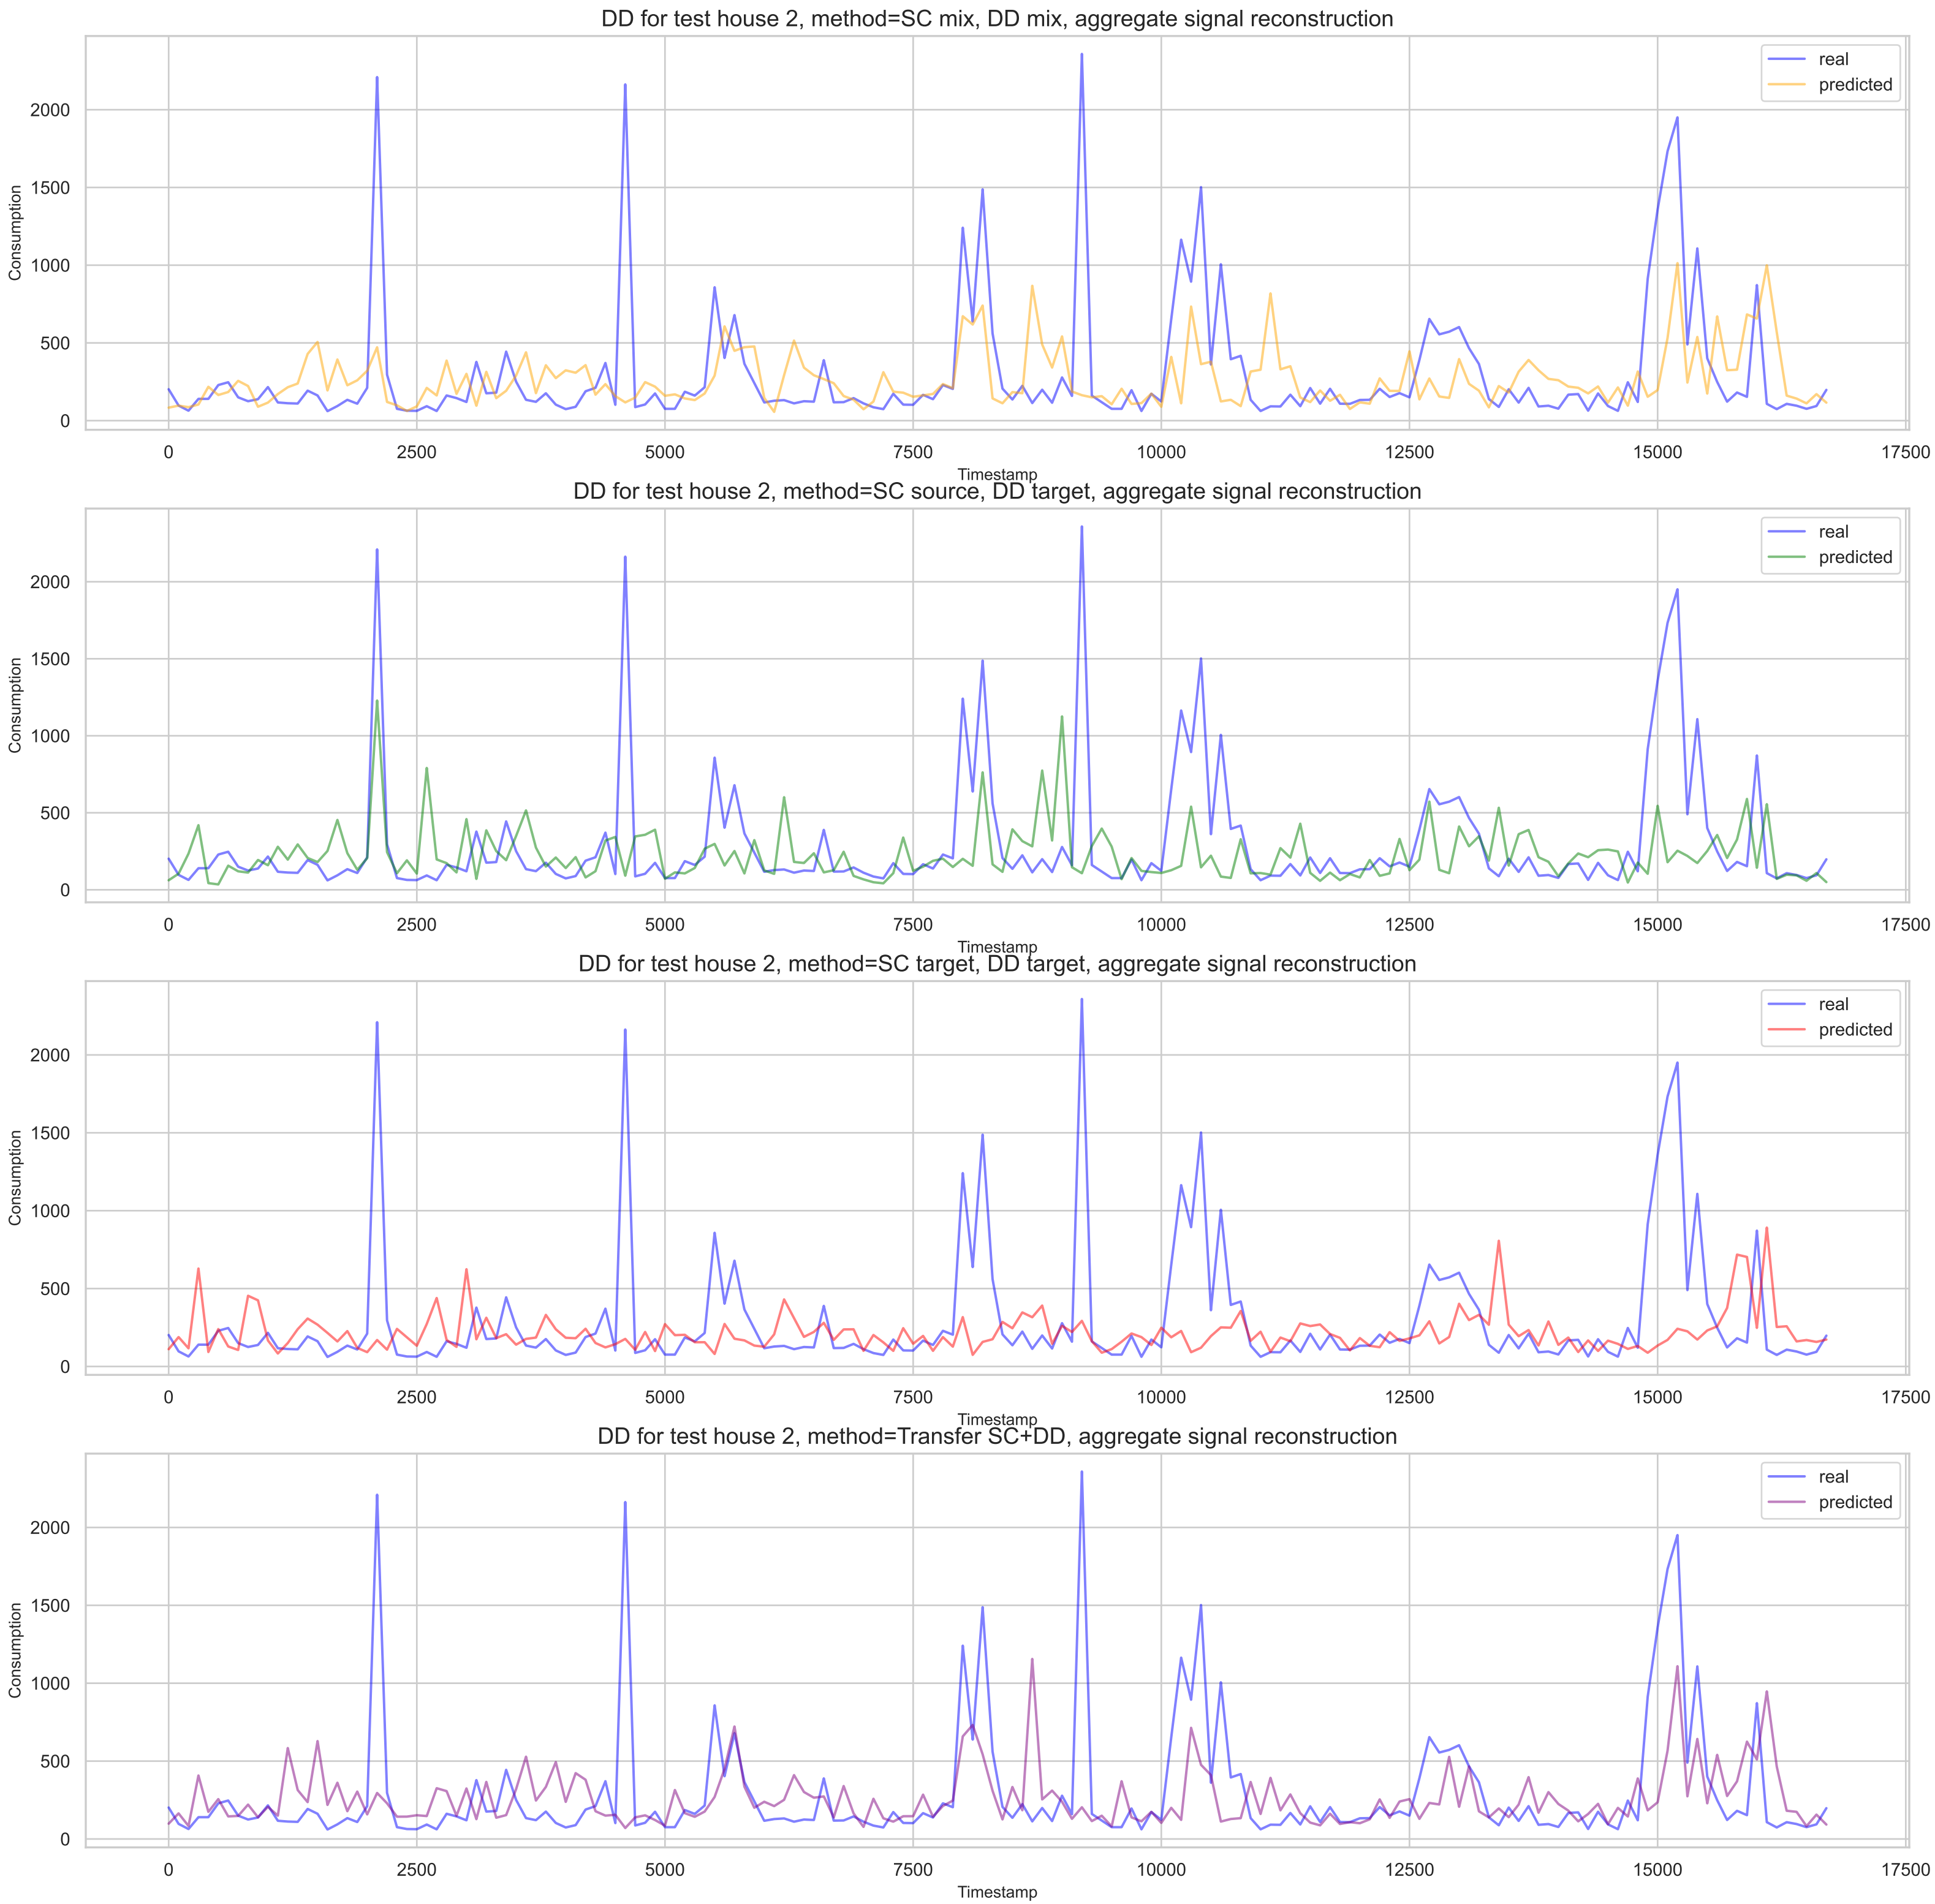 DD for test house 2, method=SC mix, DD mix, aggregate signal reconstruction
real
predicted
Consumption
2000
1500
1000
500
0
0 2500 5000 7500 10000 12500 15000 17500
Timestamp
DD for test house 2, method=SC source, DD target, aggregate signal reconstruction
real
predicted
Consumption
2000
1500
1000
500
0
0 2500 5000 7500 10000 12500 15000 17500
Timestamp
DD for test house 2, method=SC target, DD target, aggregate signal reconstruction
real
predicted
Consumption
2000
1500
1000
500
0
0 2500 5000 7500 10000 12500 15000 17500
Timestamp
DD for test house 2, method=Transfer SC+DD, aggregate signal reconstruction
real
predicted
Consumption
2000
1500
1000
500
0
0 2500 5000 7500 10000 12500 15000 17500
Timestamp